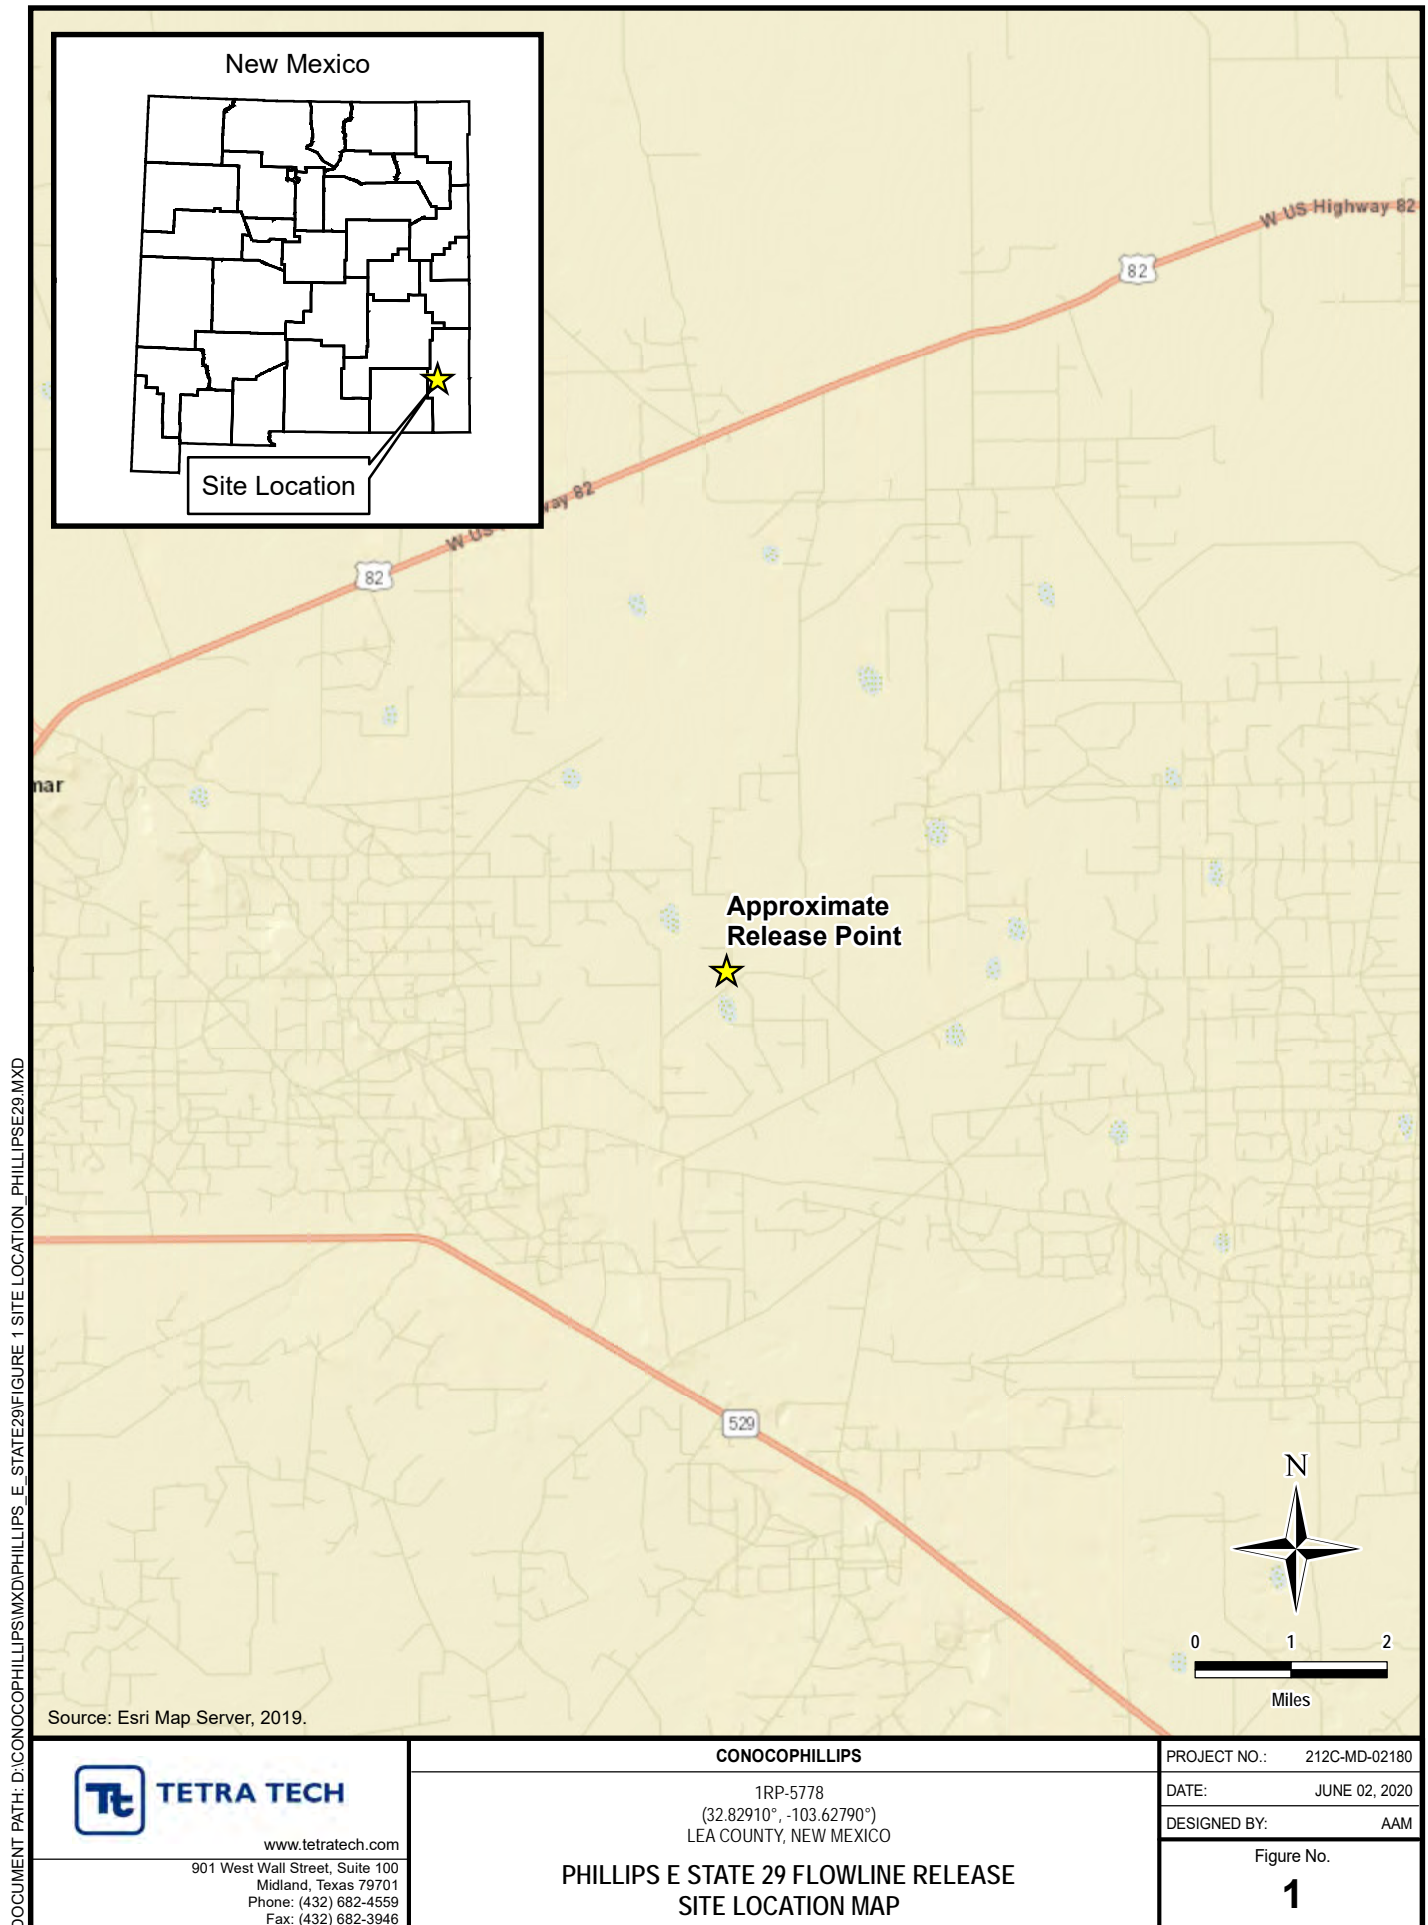 New Mexico
Site Location
W US Highway 82
82
W US
way 82
82
mar
Approximate
Release Point
529
N
0 1 2
Miles
Source: Esri Map Server, 2019.
DOCUMENT PATH: D:\CONOCOPHILLIPS\MXD\PHILLIPS_E_STATE29\FIGURE 1 SITE LOCATION_PHILLIPSE29.MXD
Tt TETRA TECH
www.tetratech.com
901 West Wall Street, Suite 100
Midland, Texas 79701
Phone: (432) 682-4559
Fax: (432) 682-3946
CONOCOPHILLIPS
1RP-5778
(32.82910°, -103.62790°)
LEA COUNTY, NEW MEXICO
PHILLIPS E STATE 29 FLOWLINE RELEASE
SITE LOCATION MAP
PROJECT NO.: 212C-MD-02180
DATE: JUNE 02, 2020
DESIGNED BY: AAM
Figure No.
1